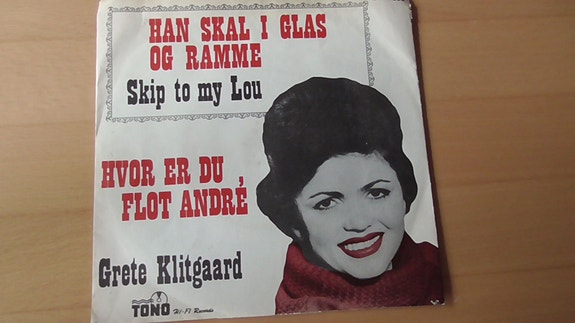 HAN SKAL I GLAS
OG RAMME
Skip to my Lou
HVOR ER DU ,
FLOT ANDRÉ
Grete Klitgaard
TONO Hi-Fi Records